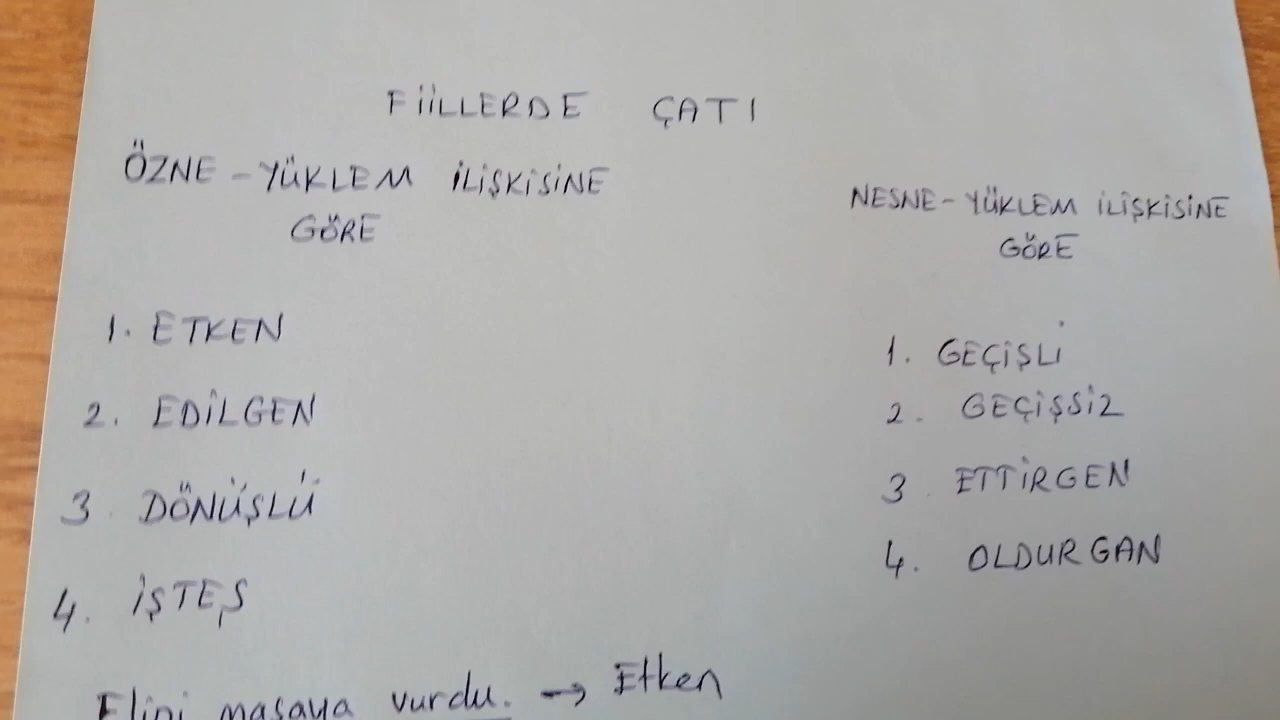 FİİLLERDE ÇATI
ÖZNE-YÜKLEM İLİŞKİSİNE
GÖRE
1. ETKEN
2. EDİLGEN
3. DÖNÜŞLÜ
4. İŞTEŞ
NESNE-YÜKLEM İLİŞKİSİNE
GÖRE
1. GEÇİŞLİ
2. GEÇİŞSİZ
3. ETTİRGEN
4. OLDURGAN
Elini masaya vurdu. → Etken